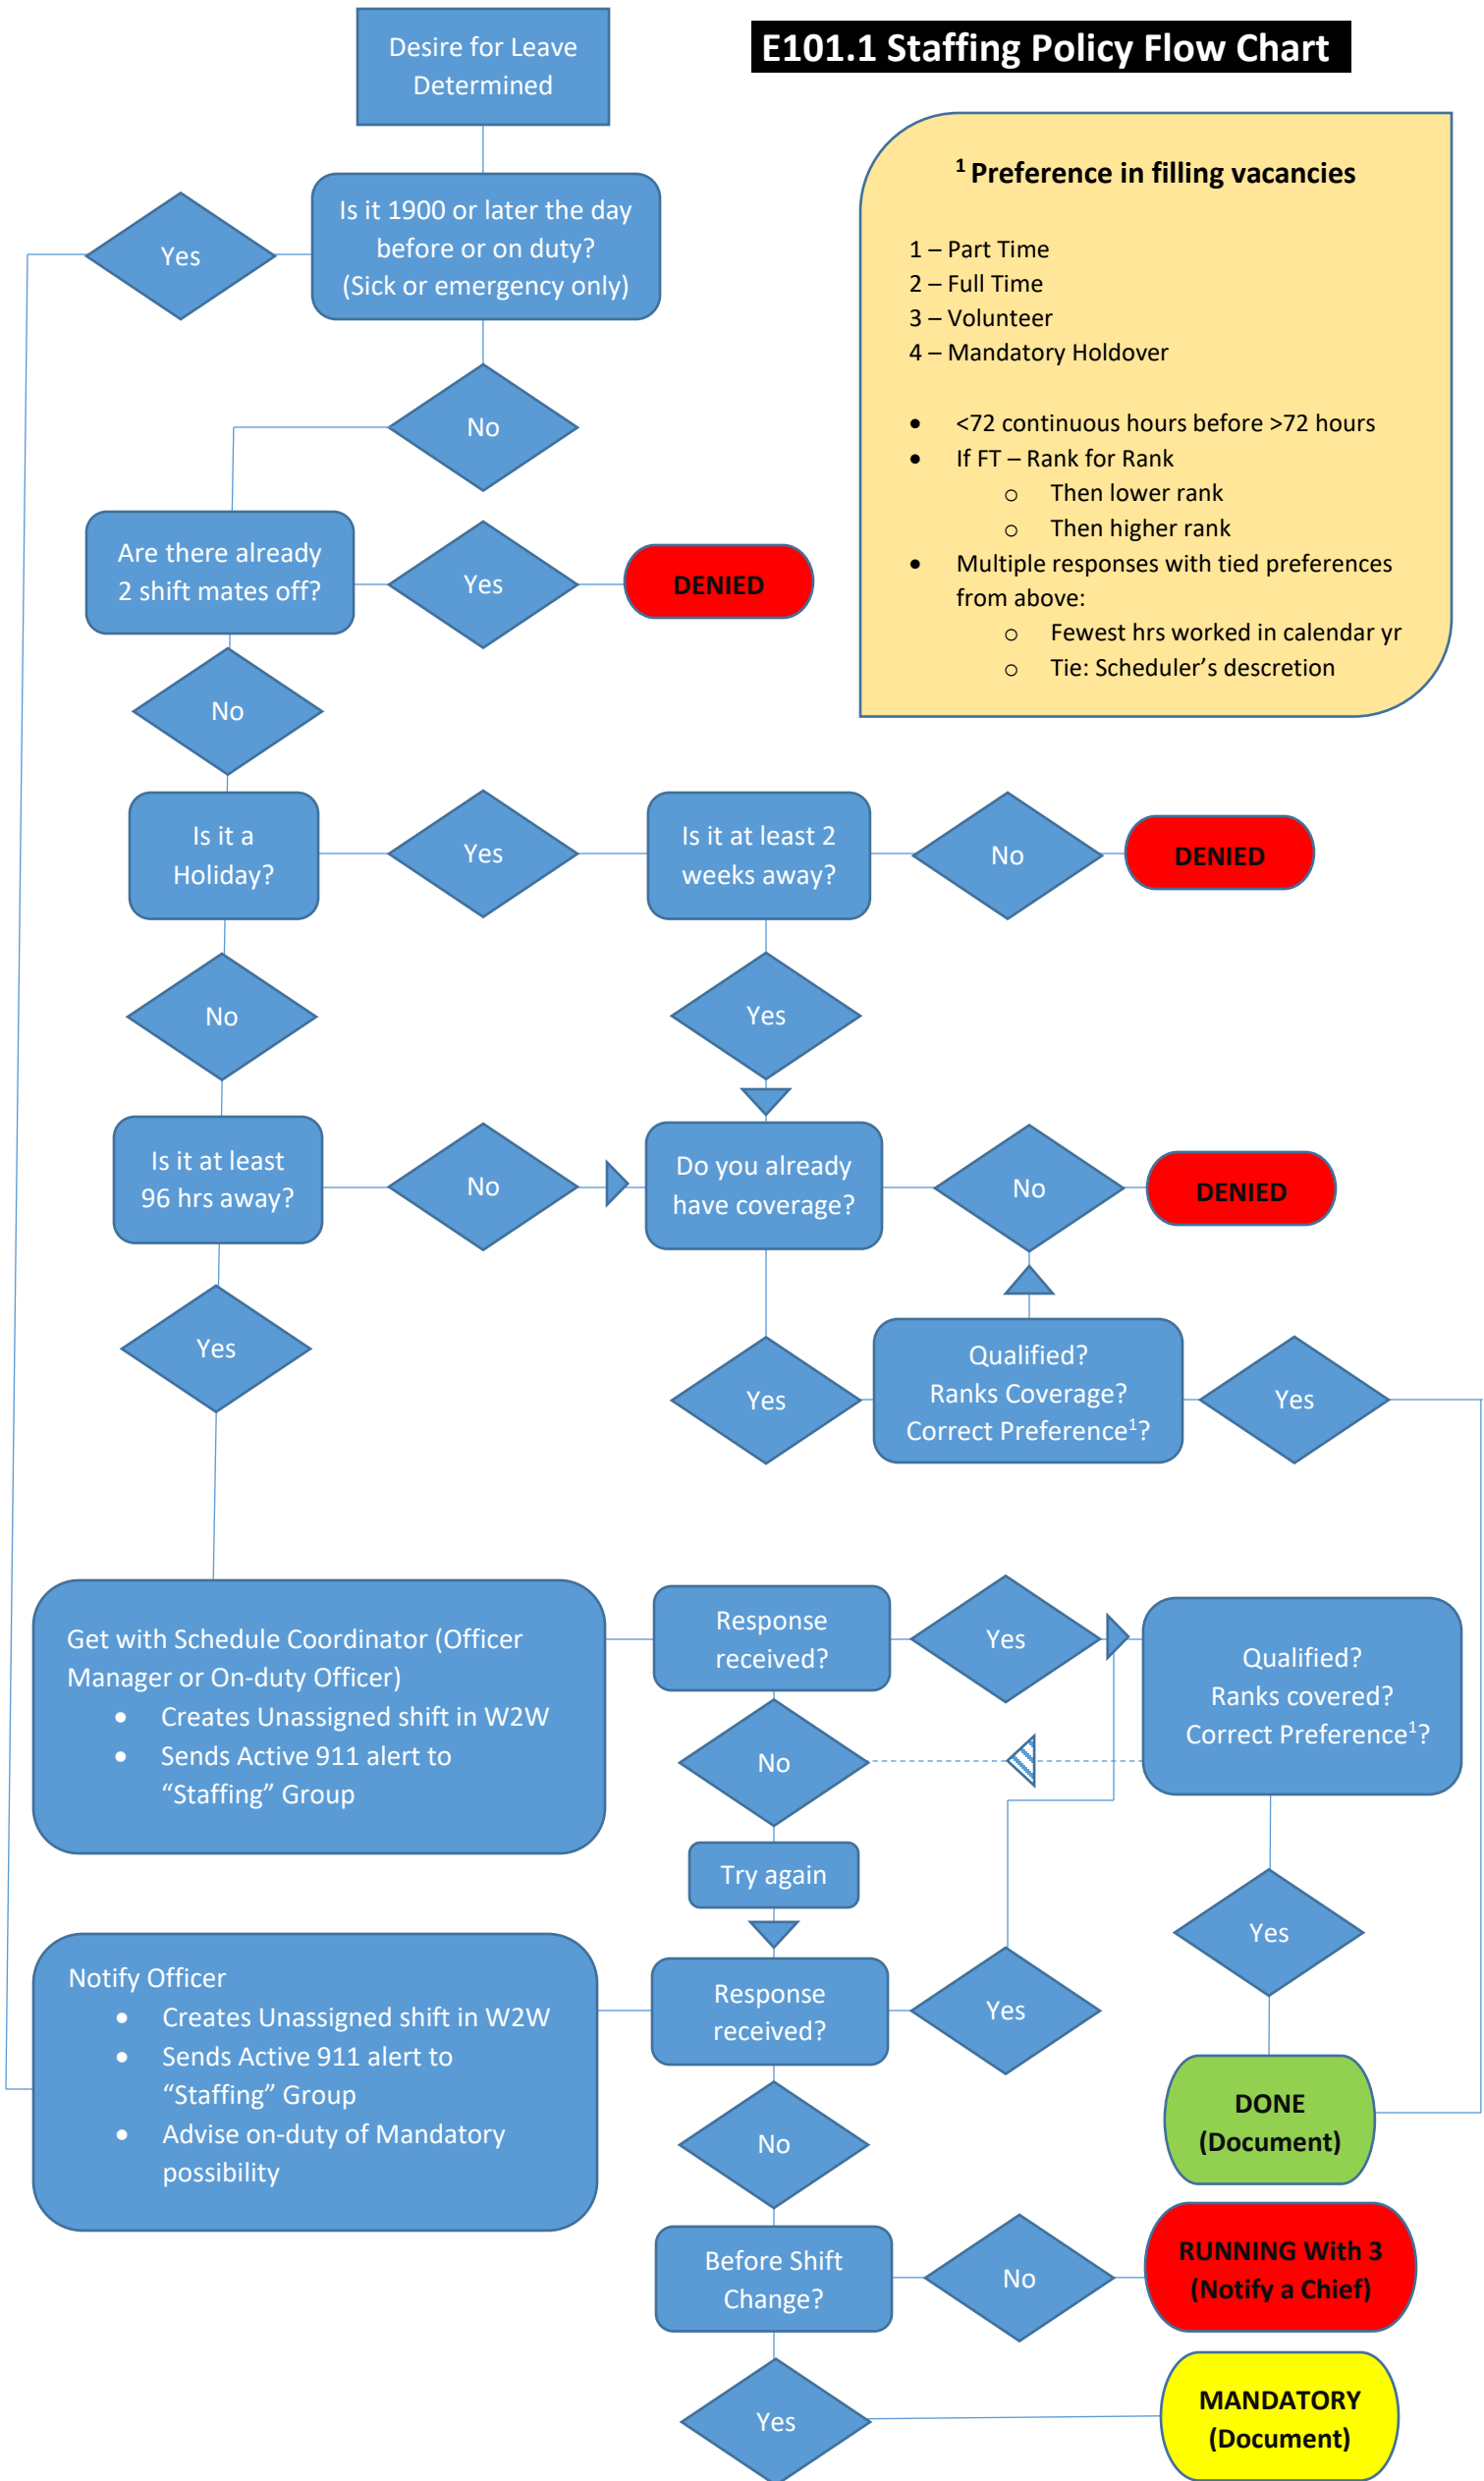 E101.1 Staffing Policy Flow Chart
Desire for Leave
Determined
¹ Preference in filling vacancies
1 – Part Time
2 – Full Time
3 – Volunteer
4 – Mandatory Holdover
• <72 continuous hours before >72 hours
• If FT – Rank for Rank
o Then lower rank
o Then higher rank
• Multiple responses with tied preferences
from above:
o Fewest hrs worked in calendar yr
o Tie: Scheduler’s descretion
Is it 1900 or later the day
before or on duty?
(Sick or emergency only)
Yes
No
Are there already
2 shift mates off?
Yes
DENIED
No
Is it a
Holiday?
Yes
Is it at least 2
weeks away?
No
DENIED
No
Yes
Is it at least
96 hrs away?
No
Do you already
have coverage?
No
DENIED
Yes
Yes
Qualified?
Ranks Coverage?
Correct Preference¹?
Yes
Get with Schedule Coordinator (Officer
Manager or On-duty Officer)
• Creates Unassigned shift in W2W
• Sends Active 911 alert to
“Staffing” Group
Response
received?
Yes
Qualified?
Ranks covered?
Correct Preference¹?
No
Try again
Yes
Notify Officer
• Creates Unassigned shift in W2W
• Sends Active 911 alert to
“Staffing” Group
• Advise on-duty of Mandatory
possibility
Response
received?
Yes
DONE
(Document)
No
Before Shift
Change?
No
RUNNING With 3
(Notify a Chief)
Yes
MANDATORY
(Document)